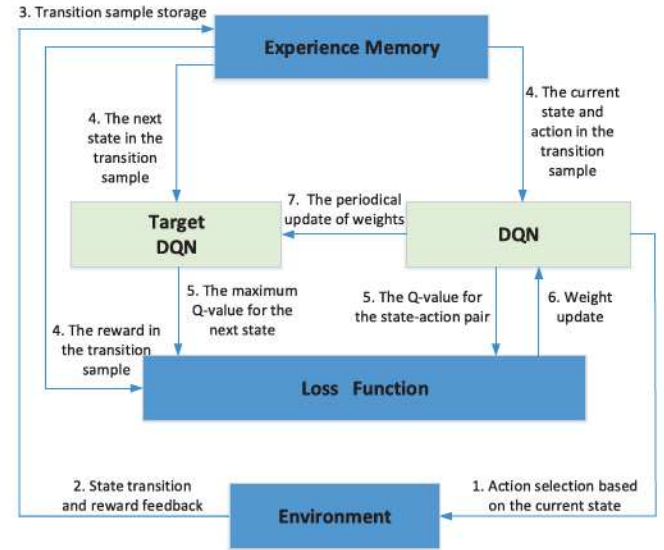 3. Transition sample storage
Experience Memory
4. The next
state in the
transition
sample
4. The current
state and
action in the
transition
sample
7. The periodical
update of weights
Target
DQN
DQN
5. The maximum
Q-value for the
next state
5. The Q-value for
the state-action pair
6. Weight
update
4. The reward in
the transition
sample
Loss Function
2. State transition
and reward feedback
1. Action selection based
on the current state
Environment